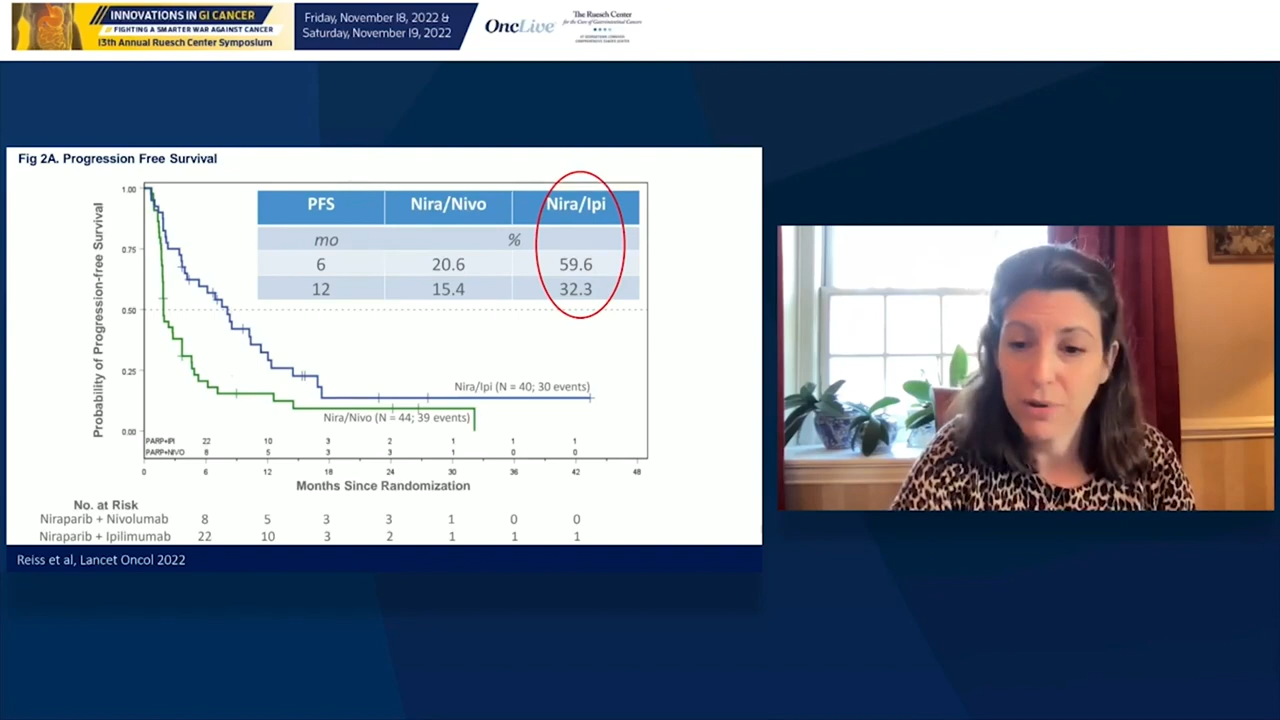 INNOVATIONS IN GI CANCER
FIGHTING A SMARTER WAR AGAINST CANCER
13th Annual Ruesch Center Symposium
Friday, November 18, 2022 &
Saturday, November 19, 2022
OncLive
The Ruesch Center
for the Cure of Gastrointestinal Cancers
Fig 2A. Progression Free Survival
Probability of Progression-free Survival
1.00
0.75
0.50
0.25
0.00
PFS Nira/Nivo Nira/Ipi
mo %
6 20.6 59.6
12 15.4 32.3
Nira/Ipi (N = 40; 30 events)
Nira/Nivo (N = 44; 39 events)
PARP+IPI 22 10 3 2 1 1 1
PARP+NIVO 8 5 3 3 1 0 0
0 6 12 18 24 30 36 42 48
Months Since Randomization
No. at Risk
Niraparib + Nivolumab 8 5 3 3 1 0 0
Niraparib + Ipilimumab 22 10 3 2 1 1 1
Reiss et al, Lancet Oncol 2022